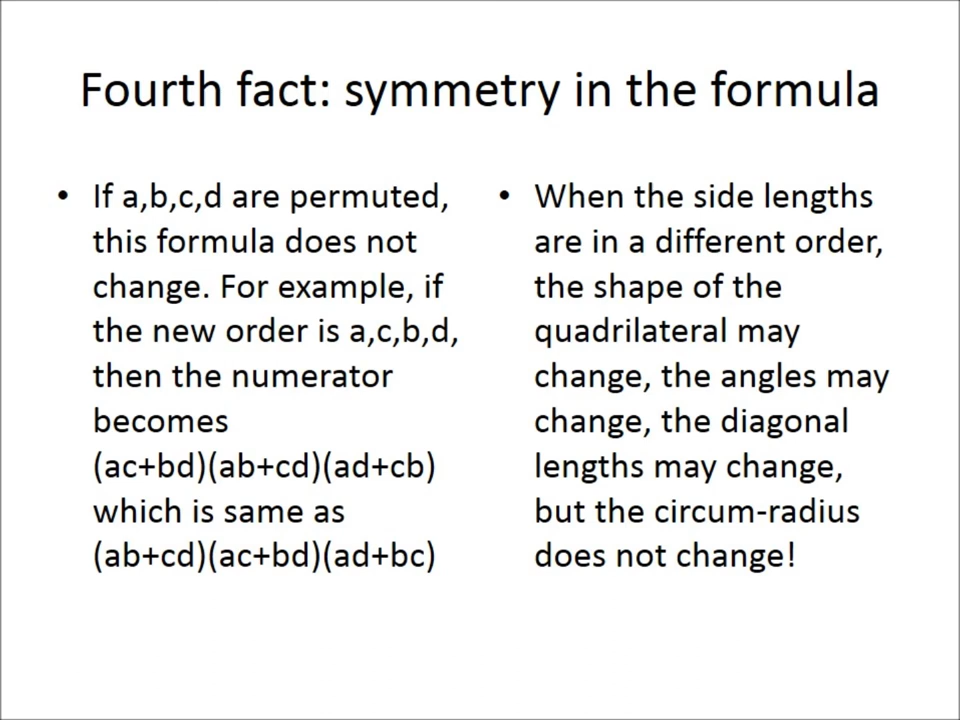 Fourth fact: symmetry in the formula
• If a,b,c,d are permuted,
this formula does not
change. For example, if
the new order is a,c,b,d,
then the numerator
becomes
(ac+bd)(ab+cd)(ad+cb)
which is same as
(ab+cd)(ac+bd)(ad+bc)
• When the side lengths
are in a different order,
the shape of the
quadrilateral may
change, the angles may
change, the diagonal
lengths may change,
but the circum-radius
does not change!